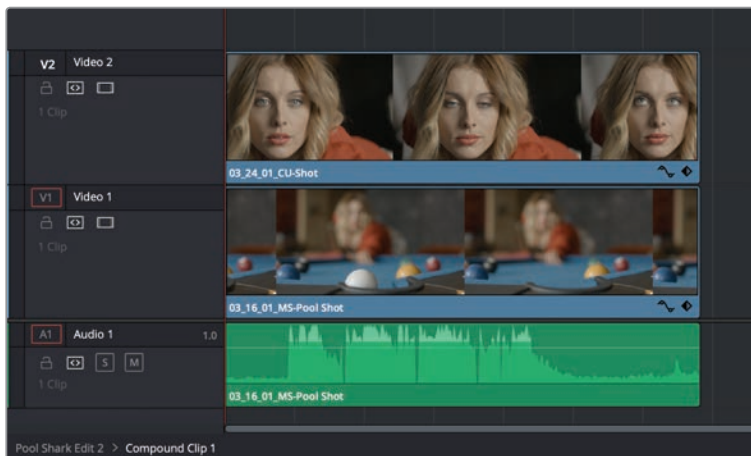 V2 Video 2
1 Clip
03_24_01_CU-Shot
V1 Video 1
1 Clip
03_16_01_MS-Pool Shot
A1 Audio 1 1.0
S M
1 Clip
03_16_01_MS-Pool Shot
Pool Shark Edit 2 > Compound Clip 1